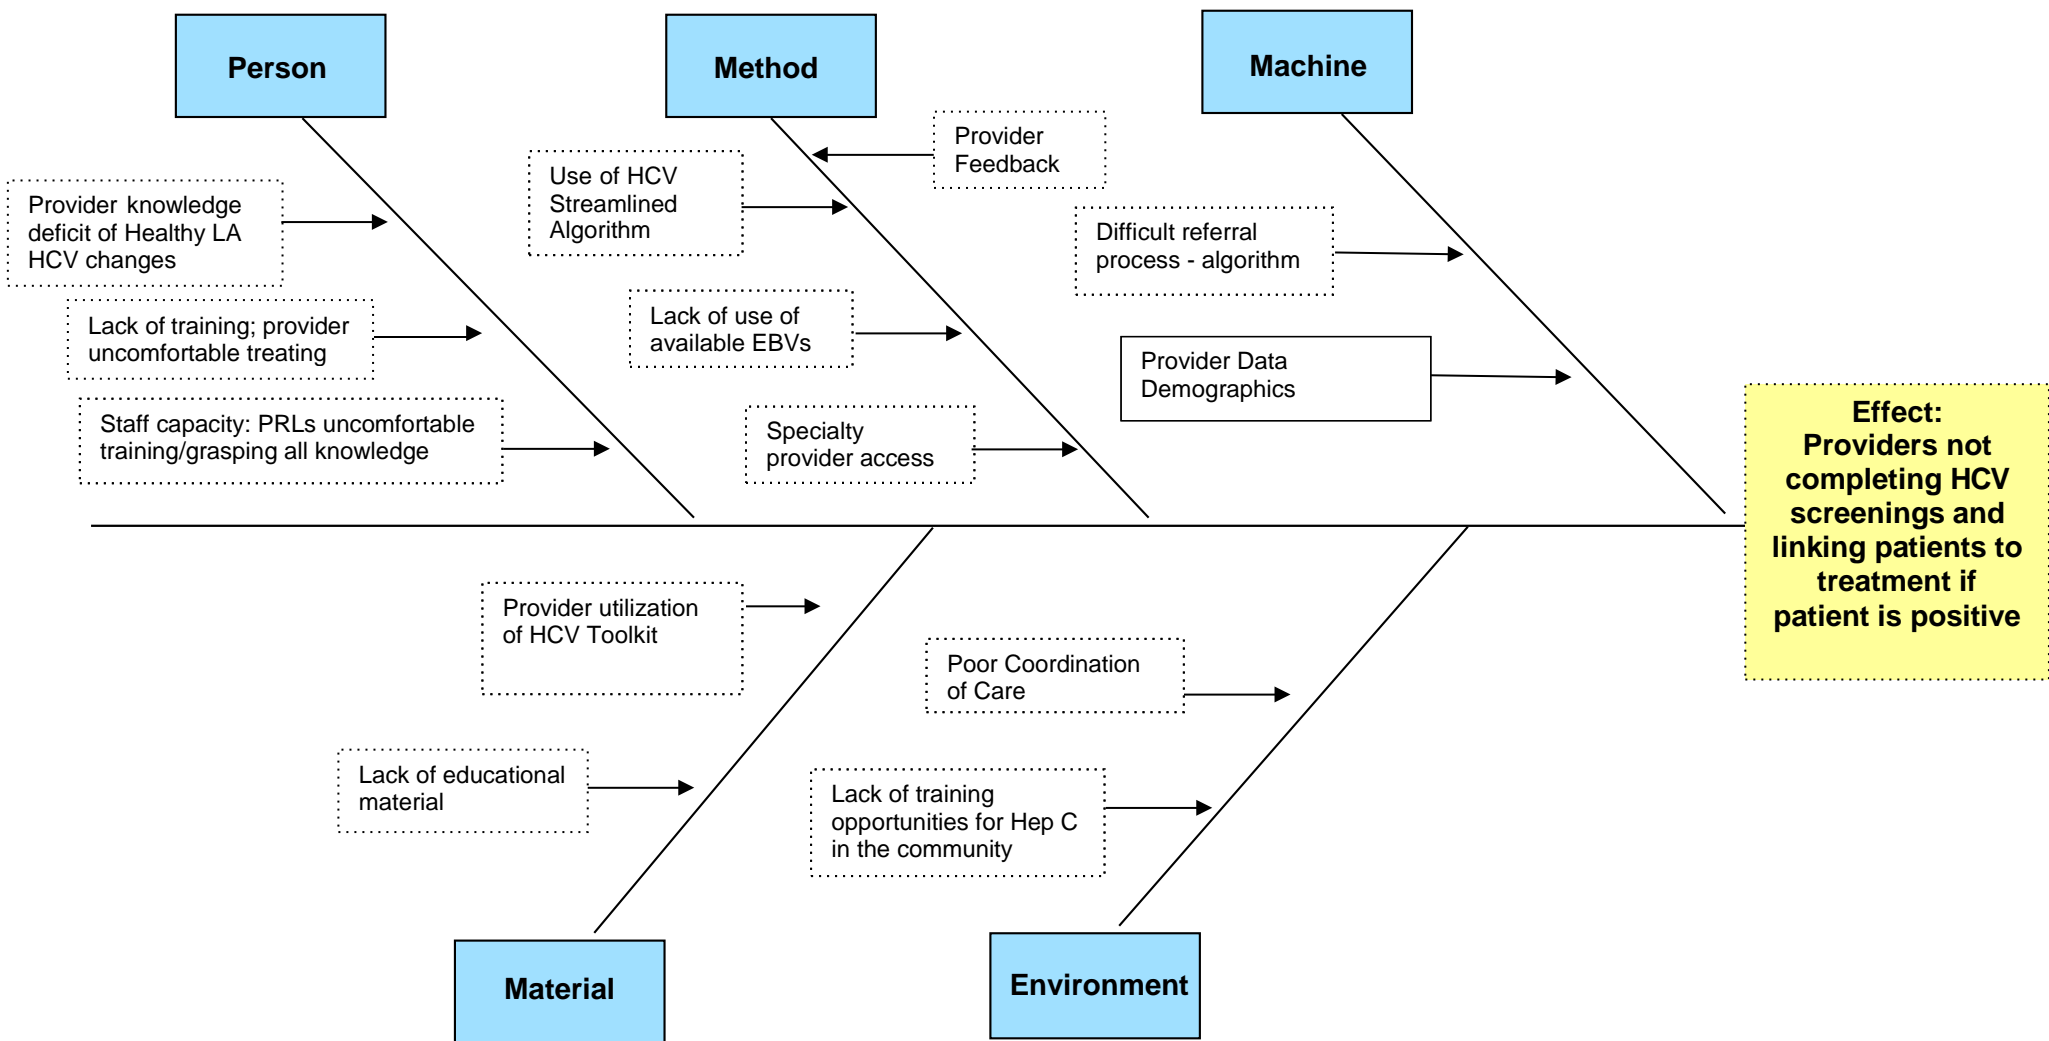 Person
Method
Machine
Provider
Feedback
Use of HCV
Streamlined
Algorithm
Provider knowledge
deficit of Healthy LA
HCV changes
Difficult referral
process - algorithm
Lack of training; provider
uncomfortable treating
Lack of use of
available EBVs
Provider Data
Demographics
Staff capacity: PRLs uncomfortable
training/grasping all knowledge
Specialty
provider access
Effect:
Providers not
completing HCV
screenings and
linking patients to
treatment if
patient is positive
Provider utilization
of HCV Toolkit
Poor Coordination
of Care
Lack of educational
material
Lack of training
opportunities for Hep C
in the community
Material
Environment